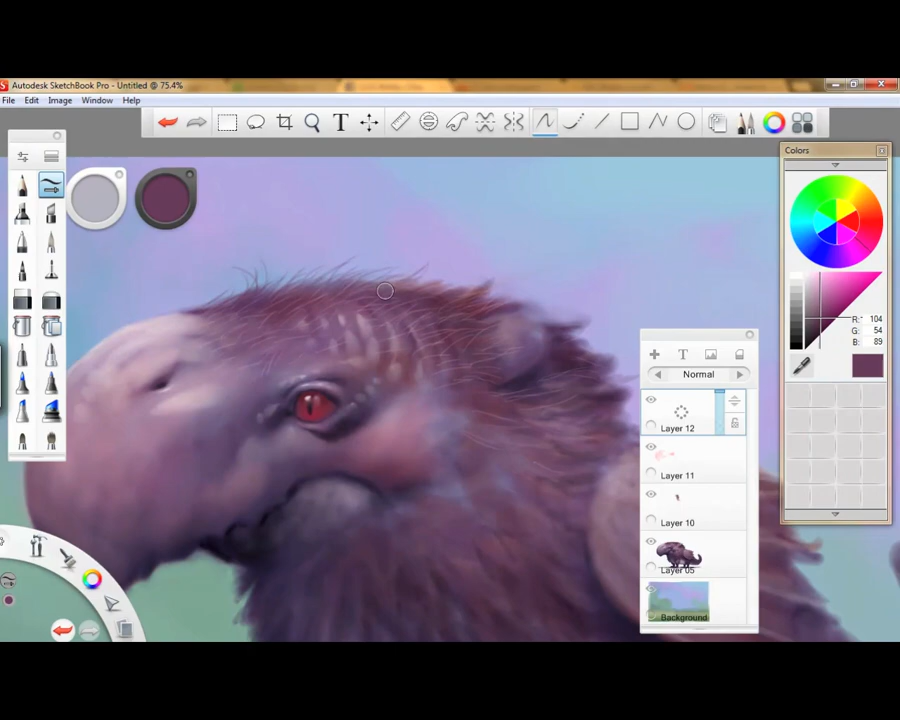 Autodesk SketchBook Pro - Untitled @ 75.4%
File Edit Image Window Help
T
Colors
R: 104
G: 54
B: 89
T
Normal
Layer 12
Layer 11
Layer 10
Layer 05
Background